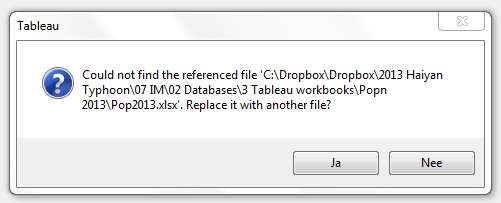 Tableau
Could not find the referenced file 'C:\Dropbox\Dropbox\2013 Haiyan
Typhoon\07 IM\02 Databases\3 Tableau workbooks\Popn
2013\Pop2013.xlsx'. Replace it with another file?
Ja
Nee